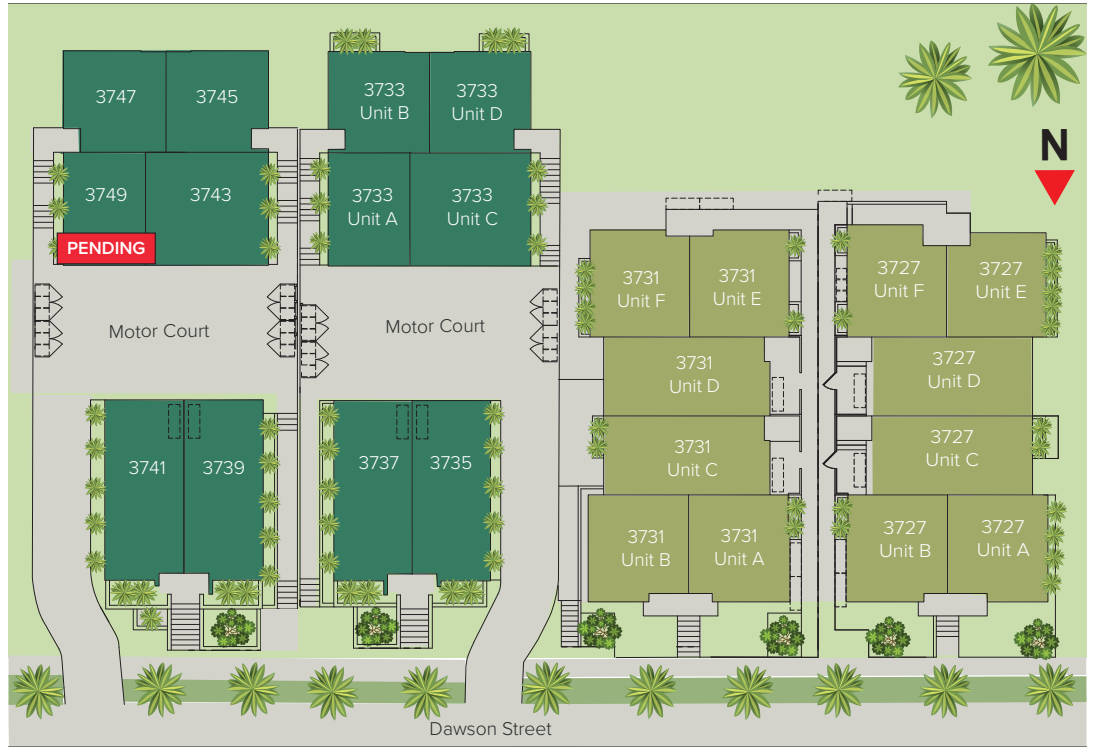 3747
3745
3733
Unit B
3733
Unit D
N
3749
3743
3733
Unit A
3733
Unit C
PENDING
3731
Unit F
3731
Unit E
3727
Unit F
3727
Unit E
Motor Court
Motor Court
3731
Unit D
3727
Unit D
3731
Unit C
3727
Unit C
3741
3739
3737
3735
3731
Unit B
3731
Unit A
3727
Unit B
3727
Unit A
Dawson Street